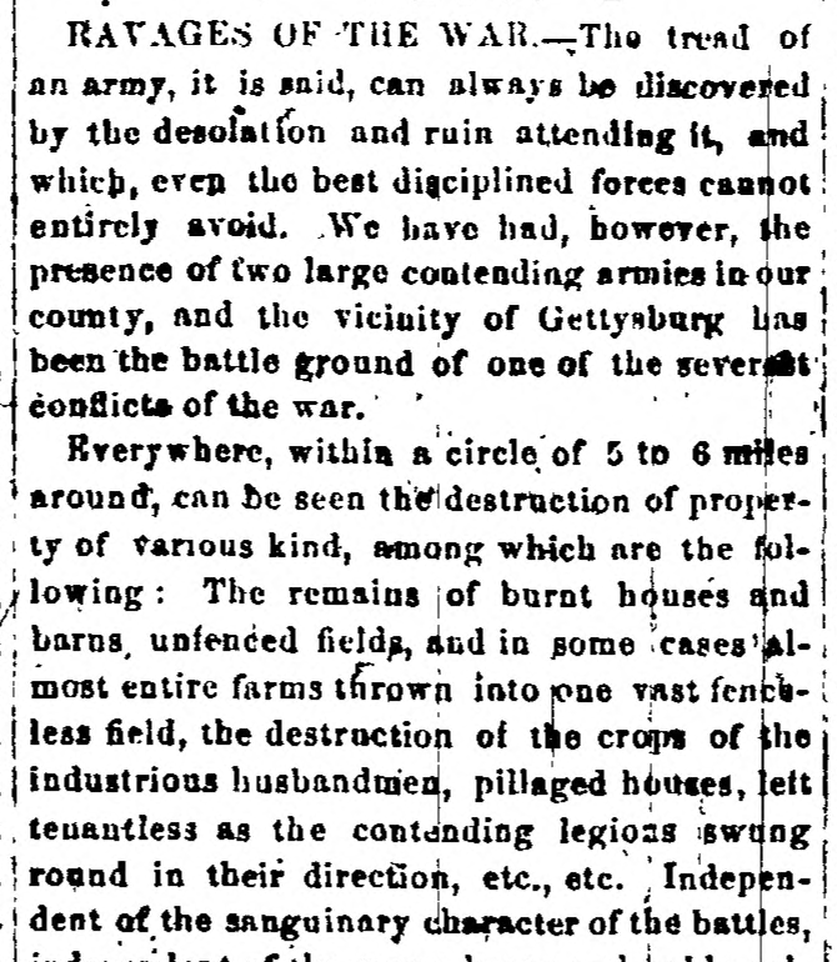 RAVAGES OF THE WAR.—The tread of
an army, it is said, can always be discovered
by the desolation and ruin attending it, and
which, even the best disciplined forces cannot
entirely avoid. We have had, however, the
presence of two large contending armies in our
county, and the vicinity of Gettysburg has
been the battle ground of one of the severest
conflicts of the war.
Everywhere, within a circle of 5 to 6 miles
around, can be seen the destruction of proper-
ty of various kind, among which are the fol-
lowing: The remains of burnt houses and
barns, unfenced fields, and in some cases al-
most entire farms thrown into one vast fence-
less field, the destruction of the crops of the
industrious husbandmen, pillaged houses, left
tenantless as the contending legions swung
round in their direction, etc., etc. Indepen-
dent of the sanguinary character of the battles,